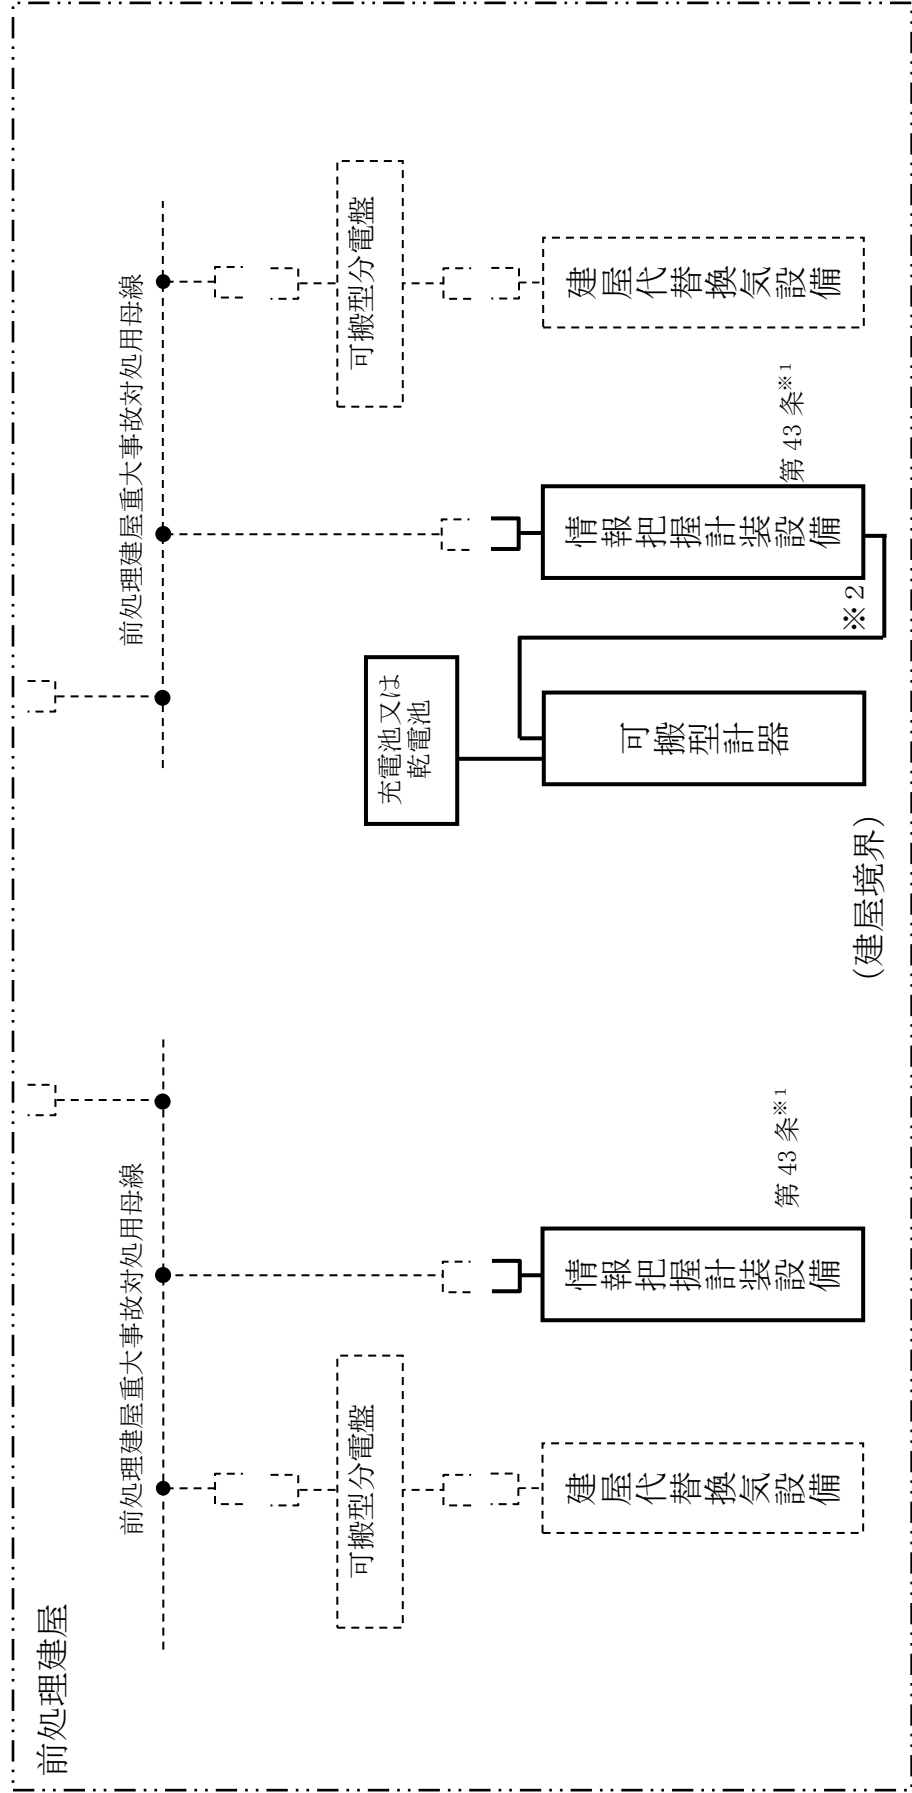 前処理建屋
前処理建屋重大事故対処用母線
前処理建屋重大事故対処用母線
可搬型分電盤
充電池又は
乾電池
可搬型分電盤
建屋代替換気設備
情報把握計装設備
可搬型計器
情報把握計装設備
建屋代替換気設備
第 43 条※1
※2
第 43 条※1
(建屋境界)